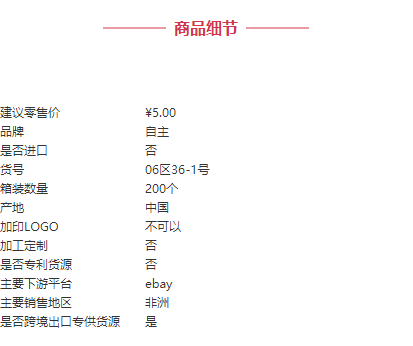 商品细节
建议零售价 ¥5.00
品牌 自主
是否进口 否
货号 06区36-1号
箱装数量 200个
产地 中国
加印LOGO 不可以
加工定制 否
是否专利货源 否
主要下游平台 ebay
主要销售地区 非洲
是否跨境出口专供货源 是